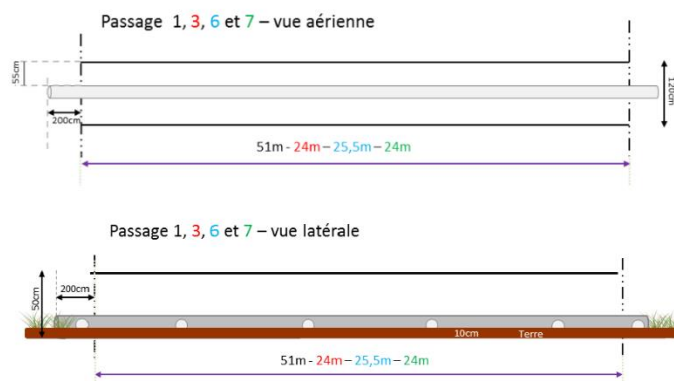 Passage 1, 3, 6 et 7 – vue aérienne
55cm
120cm
200cm
51m - 24m – 25,5m – 24m
Passage 1, 3, 6 et 7 – vue latérale
200cm
50cm
10cm
Terre
51m - 24m – 25,5m – 24m